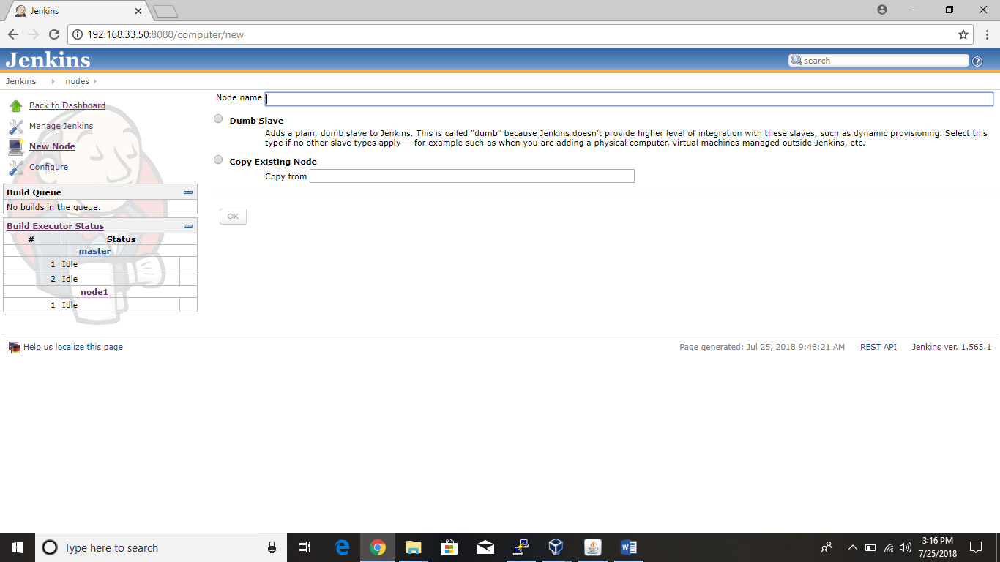 Jenkins
192.168.33.50:8080/computer/new
Jenkins
search
Jenkins nodes
Back to Dashboard
Manage Jenkins
New Node
Configure
Build Queue
No builds in the queue.
Build Executor Status
# Status
master
1 Idle
2 Idle
node1
1 Idle
Node name
Dumb Slave
Adds a plain, dumb slave to Jenkins. This is called "dumb" because Jenkins doesn't provide higher level of integration with these slaves, such as dynamic provisioning. Select this
type if no other slave types apply — for example such as when you are adding a physical computer, virtual machines managed outside Jenkins, etc.
Copy Existing Node
Copy from
OK
Help us localize this page
Page generated: Jul 25, 2018 9:46:21 AM REST API Jenkins ver. 1.565.1
Type here to search
3:16 PM
7/25/2018